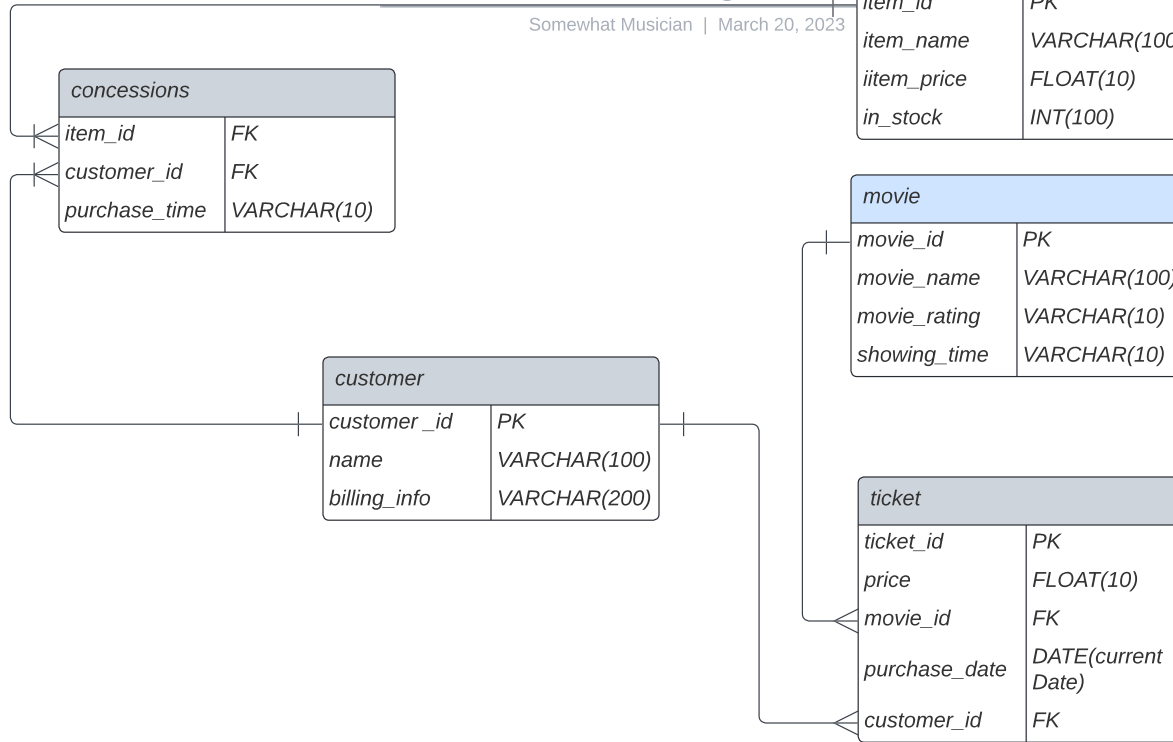 item_id PK
Somewhat Musician | March 20, 2023
item_name VARCHAR(100
iitem_price FLOAT(10)
in_stock INT(100)
concessions
item_id FK
customer_id FK
purchase_time VARCHAR(10)
movie
movie_id PK
movie_name VARCHAR(100)
movie_rating VARCHAR(10)
showing_time VARCHAR(10)
customer
customer _id PK
name VARCHAR(100)
billing_info VARCHAR(200)
ticket
ticket_id PK
price FLOAT(10)
movie_id FK
purchase_date DATE(current
Date)
customer_id FK